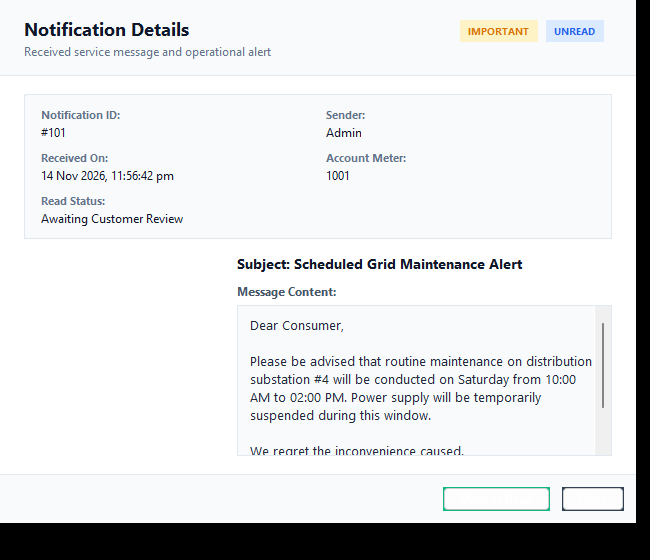 Notification Details
IMPORTANT
UNREAD
Received service message and operational alert
Notification ID:
#101
Sender:
Admin
Received On:
14 Nov 2026, 11:56:42 pm
Account Meter:
1001
Read Status:
Awaiting Customer Review
Subject: Scheduled Grid Maintenance Alert
Message Content:
Dear Consumer,
Please be advised that routine maintenance on distribution
substation #4 will be conducted on Saturday from 10:00
AM to 02:00 PM. Power supply will be temporarily
suspended during this window.
We regret the inconvenience caused.